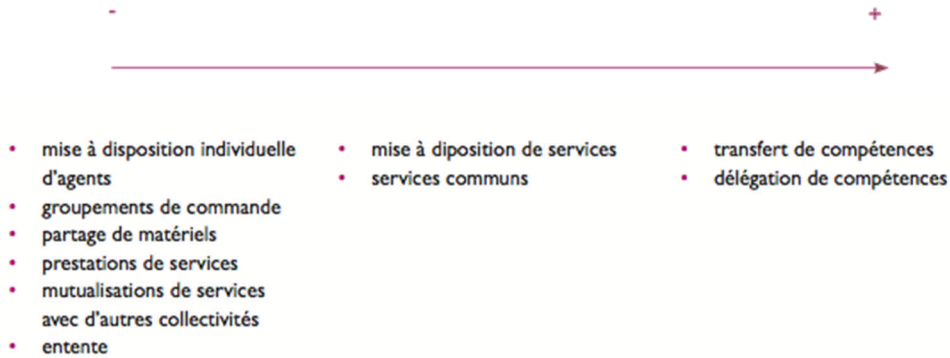 - +
• mise à disposition individuelle
d'agents
• groupements de commande
• partage de matériels
• prestations de services
• mutualisations de services
avec d'autres collectivités
• entente
• mise à diposition de services
• services communs
• transfert de compétences
• délégation de compétences